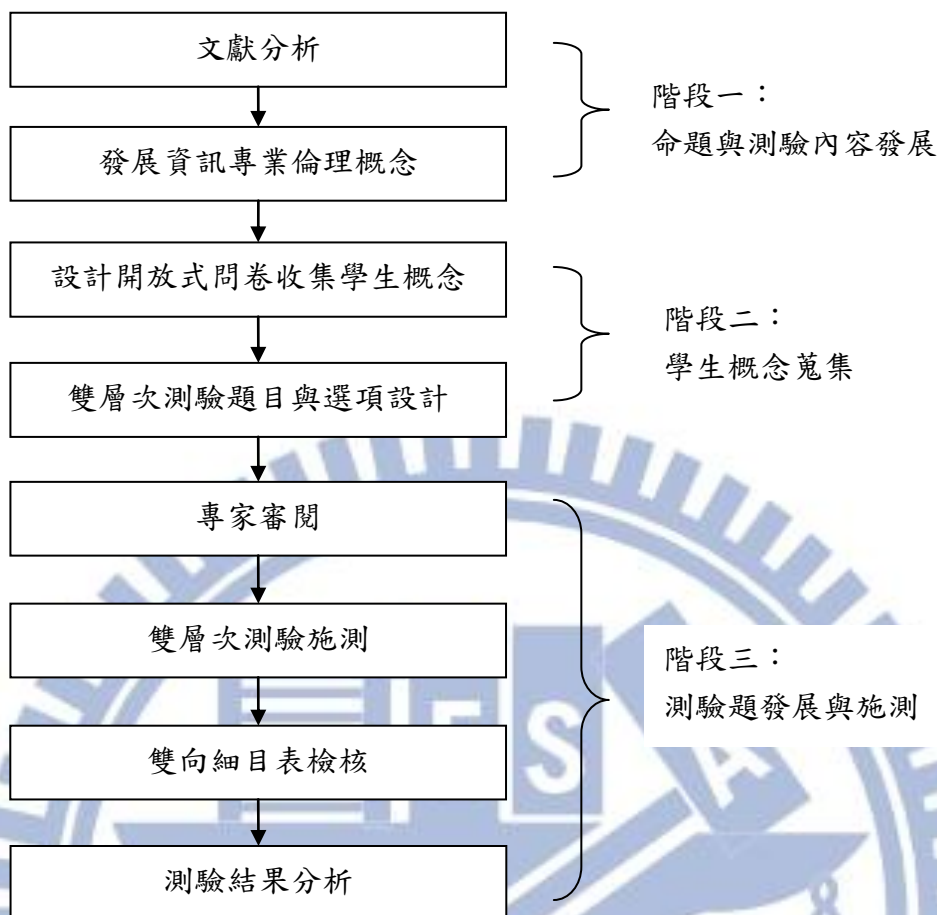 文獻分析
發展資訊專業倫理概念
階段一：
命題與測驗內容發展
設計開放式問卷收集學生概念
雙層次測驗題目與選項設計
階段二：
學生概念蒐集
專家審閱
雙層次測驗施測
雙向細目表檢核
測驗結果分析
階段三：
測驗題發展與施測
E S A
8